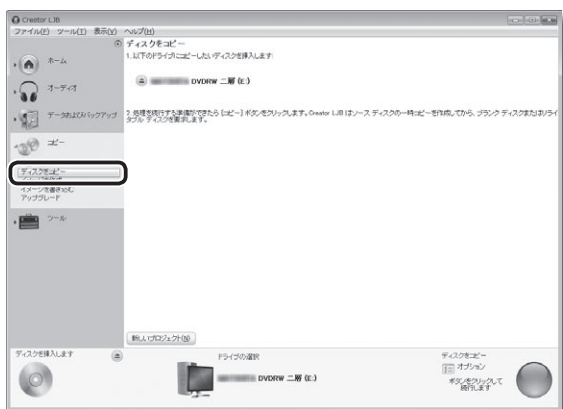 Creator LJB
ファイル(F) ツール(T) 表示(V) ヘルプ(H)
ホーム
オーディオ
データおよびバックアップ
コピー
ディスクをコピー
イメージを書き込む
アップグレード
ツール
ディスクをコピー
1. 以下のドライブにコピーしたいディスクを挿入します:
DVDRW 二層 (E:)
2. 処理を続行する準備ができたら [コピー] ボタンをクリックします。Creator LJB はソース ディスクの一時コピーを作成してから、ブランク ディスクまたはリライ
タブル ディスクを要求します。
新しいプロジェクト(N)
ディスクを挿入します
ドライブの選択
DVDRW 二層 (E:)
ディスクをコピー
オプション
ボタンをクリックして
続行します